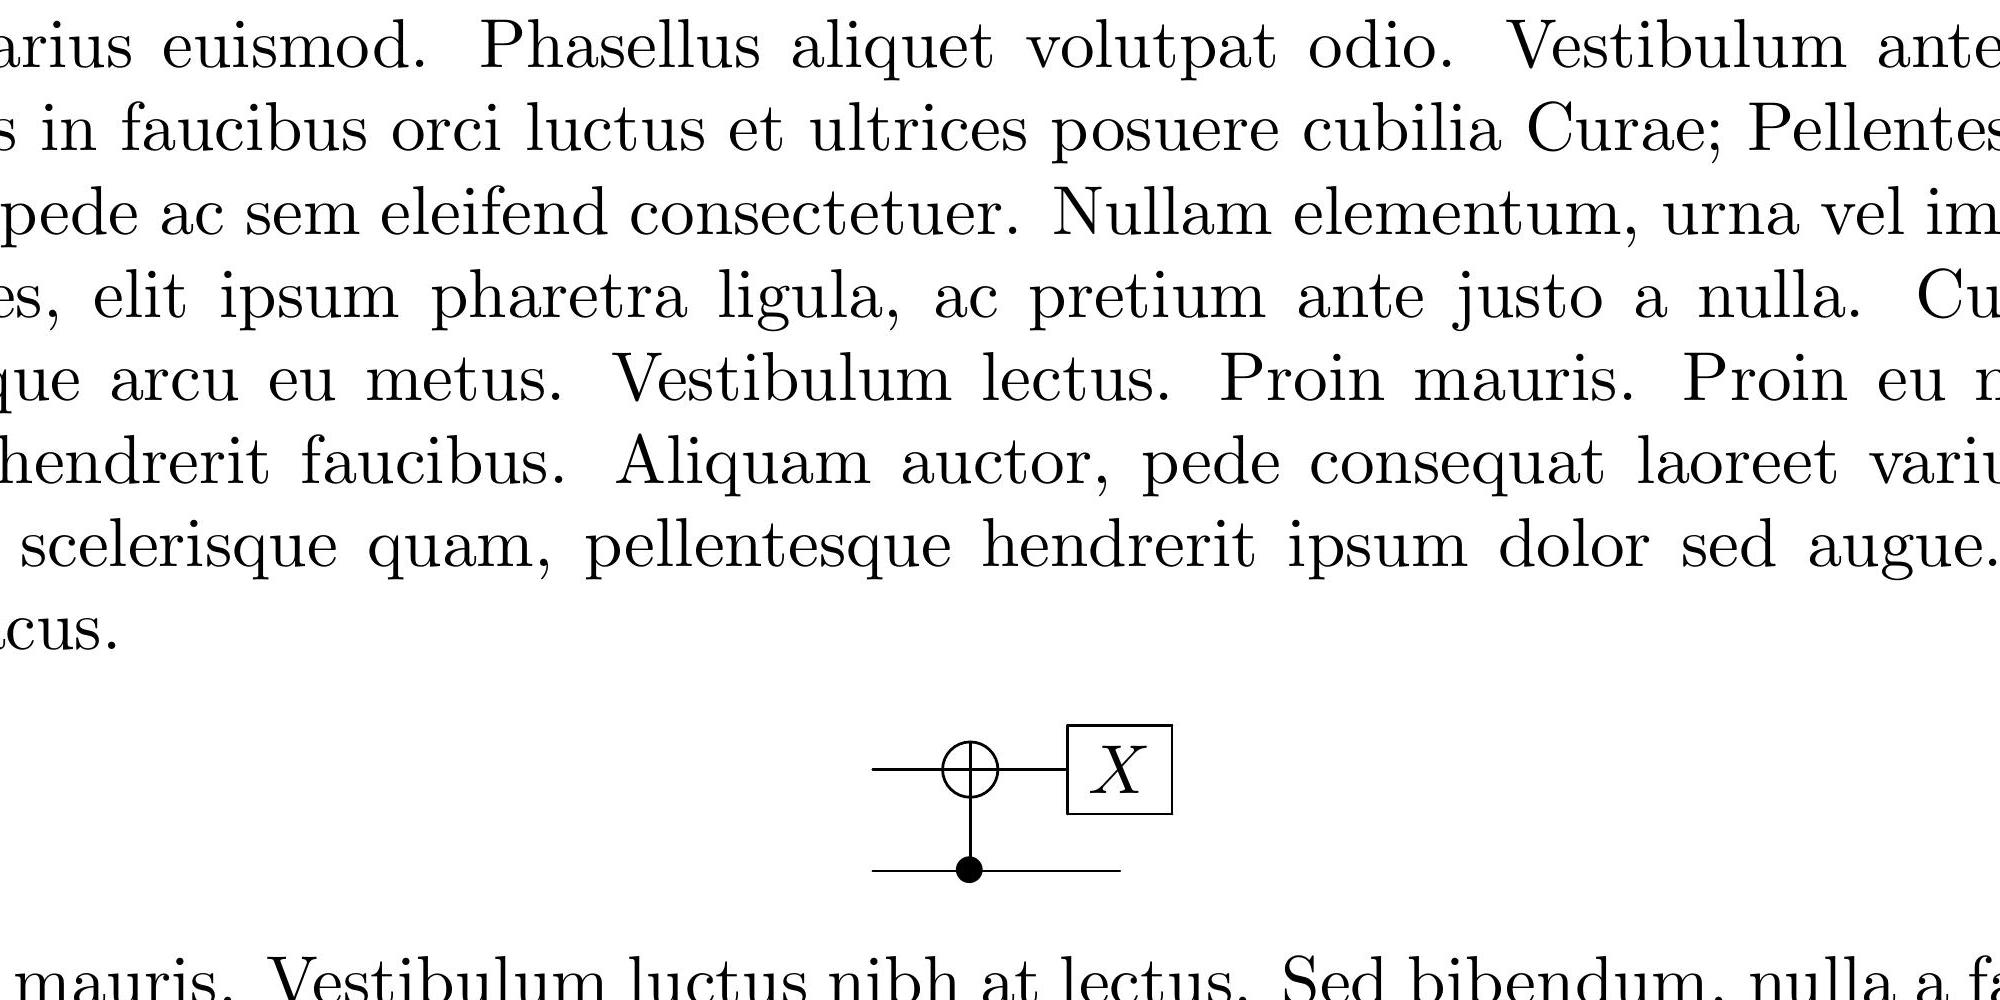 arius euismod. Phasellus aliquet volutpat odio. Vestibulum ante
s in faucibus orci luctus et ultrices posuere cubilia Curae; Pellentes
pede ac sem eleifend consectetuer. Nullam elementum, urna vel im
es, elit ipsum pharetra ligula, ac pretium ante justo a nulla. Cu
que arcu eu metus. Vestibulum lectus. Proin mauris. Proin eu n
hendrerit faucibus. Aliquam auctor, pede consequat laoreet variu
scelerisque quam, pellentesque hendrerit ipsum dolor sed augue.
acus.
X
mauris. Vestibulum luctus nibh at lectus. Sed bibendum, nulla a fa